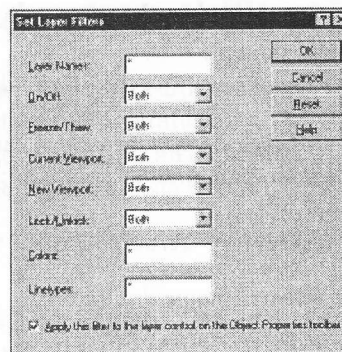 Set Layer Filters
OK
Layer Names: *
Cancel
On/Off: Both
Reset
Freeze/Thaw: Both
Help
Current Viewport: Both
New Viewport: Both
Lock/Unlock: Both
Colors: *
Linetypes: *
Apply this filter to the layer control on the Object Properties toolbar